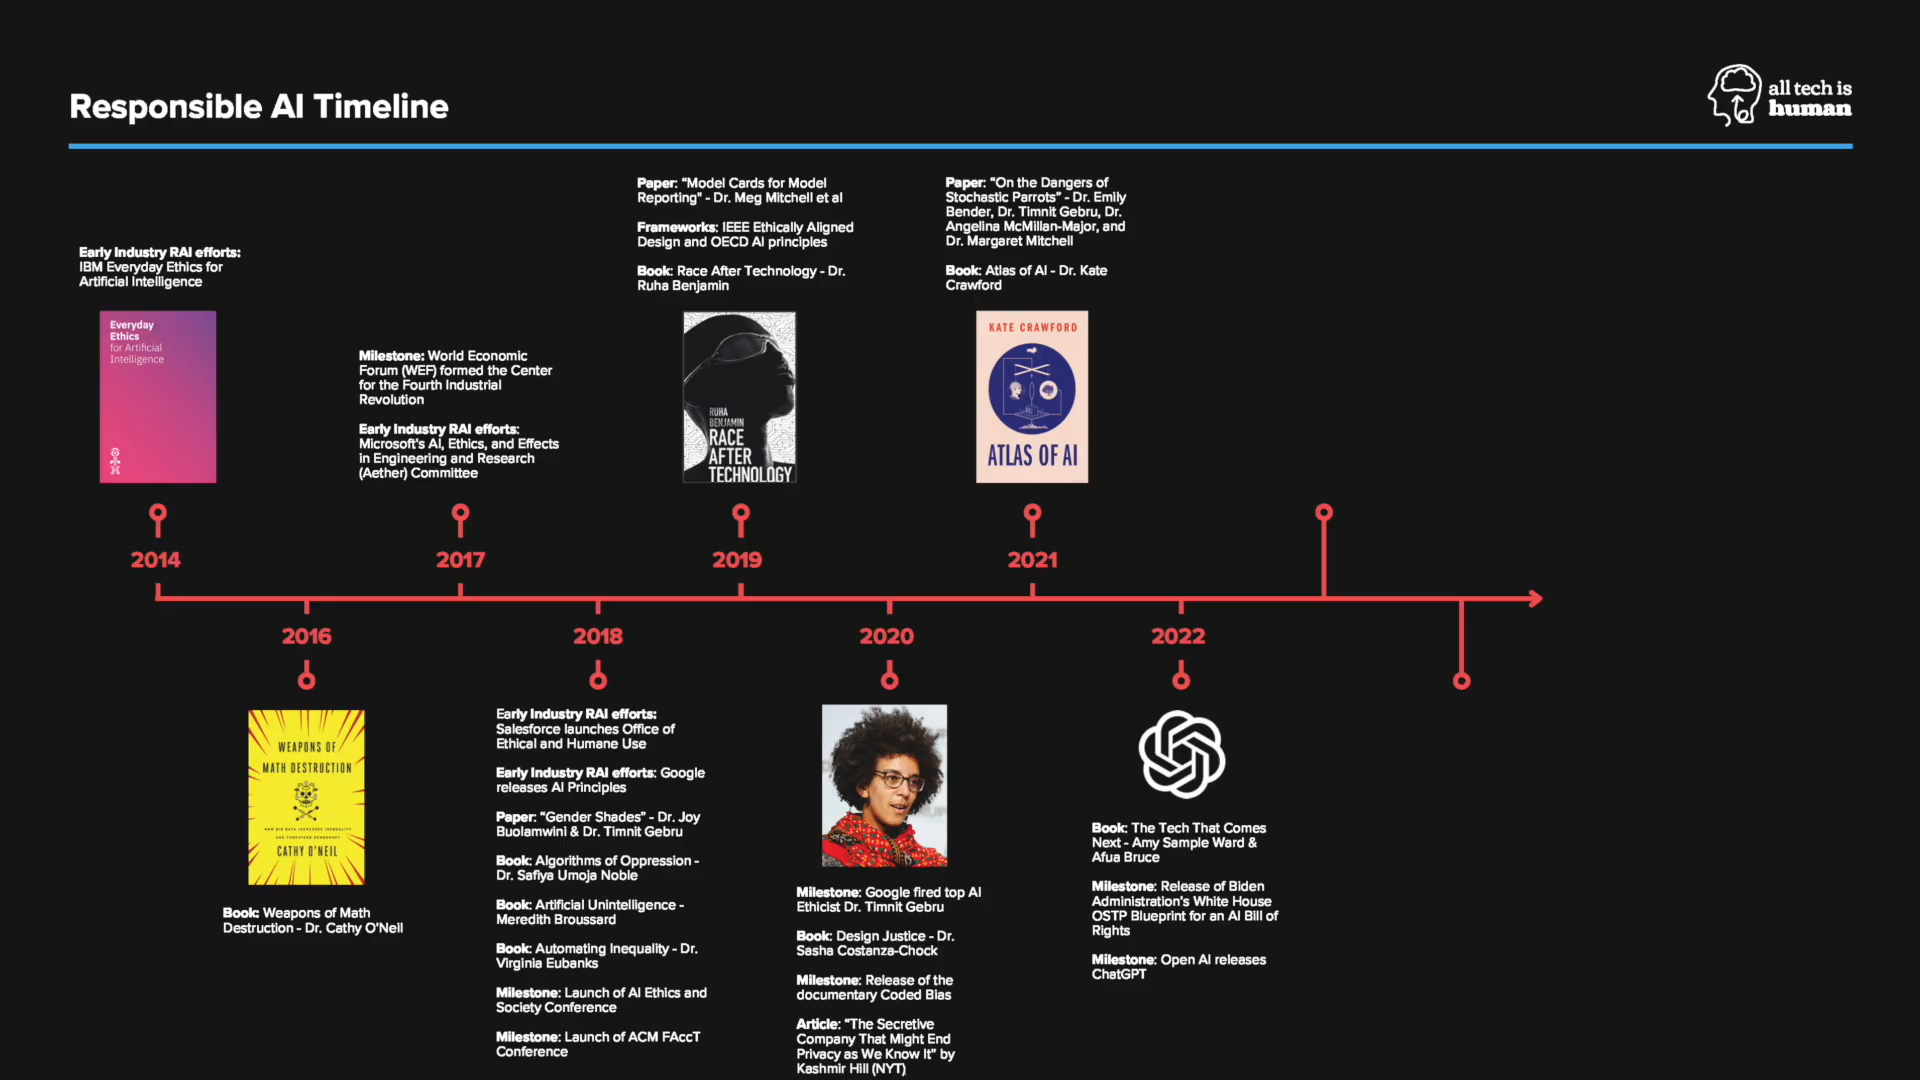 Responsible AI Timeline
all tech is
human
Early Industry RAI efforts:
IBM Everyday Ethics for
Artificial Intelligence
Everyday
Ethics
for Artificial
Intelligence
2014
Milestone: World Economic
Forum (WEF) formed the Center
for the Fourth Industrial
Revolution
Early Industry RAI efforts:
Microsoft's AI, Ethics, and Effects
in Engineering and Research
(Aether) Committee
2017
Paper: “Model Cards for Model
Reporting" - Dr. Meg Mitchell et al
Frameworks: IEEE Ethically Aligned
Design and OECD AI principles
Book: Race After Technology - Dr.
Ruha Benjamin
RUHA
BENJAMIN
RACE
AFTER
TECHNOLOGY
2019
Paper: “On the Dangers of
Stochastic Parrots” - Dr. Emily
Bender, Dr. Timnit Gebru, Dr.
Angelina McMillan-Major, and
Dr. Margaret Mitchell
Book: Atlas of AI - Dr. Kate
Crawford
KATE CRAWFORD
ATLAS OF AI
2021
2016
WEAPONS OF
MATH DESTRUCTION
HOW BIG DATA INCREASES INEQUALITY
AND THREATENS DEMOCRACY
CATHY O'NEIL
Book: Weapons of Math
Destruction - Dr. Cathy O'Neil
2018
Early Industry RAI efforts:
Salesforce launches Office of
Ethical and Humane Use
Early Industry RAI efforts: Google
releases AI Principles
Paper: “Gender Shades” - Dr. Joy
Buolamwini & Dr. Timnit Gebru
Book: Algorithms of Oppression -
Dr. Safiya Umoja Noble
Book: Artificial Unintelligence -
Meredith Broussard
Book: Automating Inequality - Dr.
Virginia Eubanks
Milestone: Launch of AI Ethics and
Society Conference
Milestone: Launch of ACM FAccT
Conference
2020
Milestone: Google fired top AI
Ethicist Dr. Timnit Gebru
Book: Design Justice - Dr.
Sasha Costanza-Chock
Milestone: Release of the
documentary Coded Bias
Article: “The Secretive
Company That Might End
Privacy as We Know It” by
Kashmir Hill (NYT)
2022
Book: The Tech That Comes
Next - Amy Sample Ward &
Afua Bruce
Milestone: Release of Biden
Administration's White House
OSTP Blueprint for an AI Bill of
Rights
Milestone: Open AI releases
ChatGPT